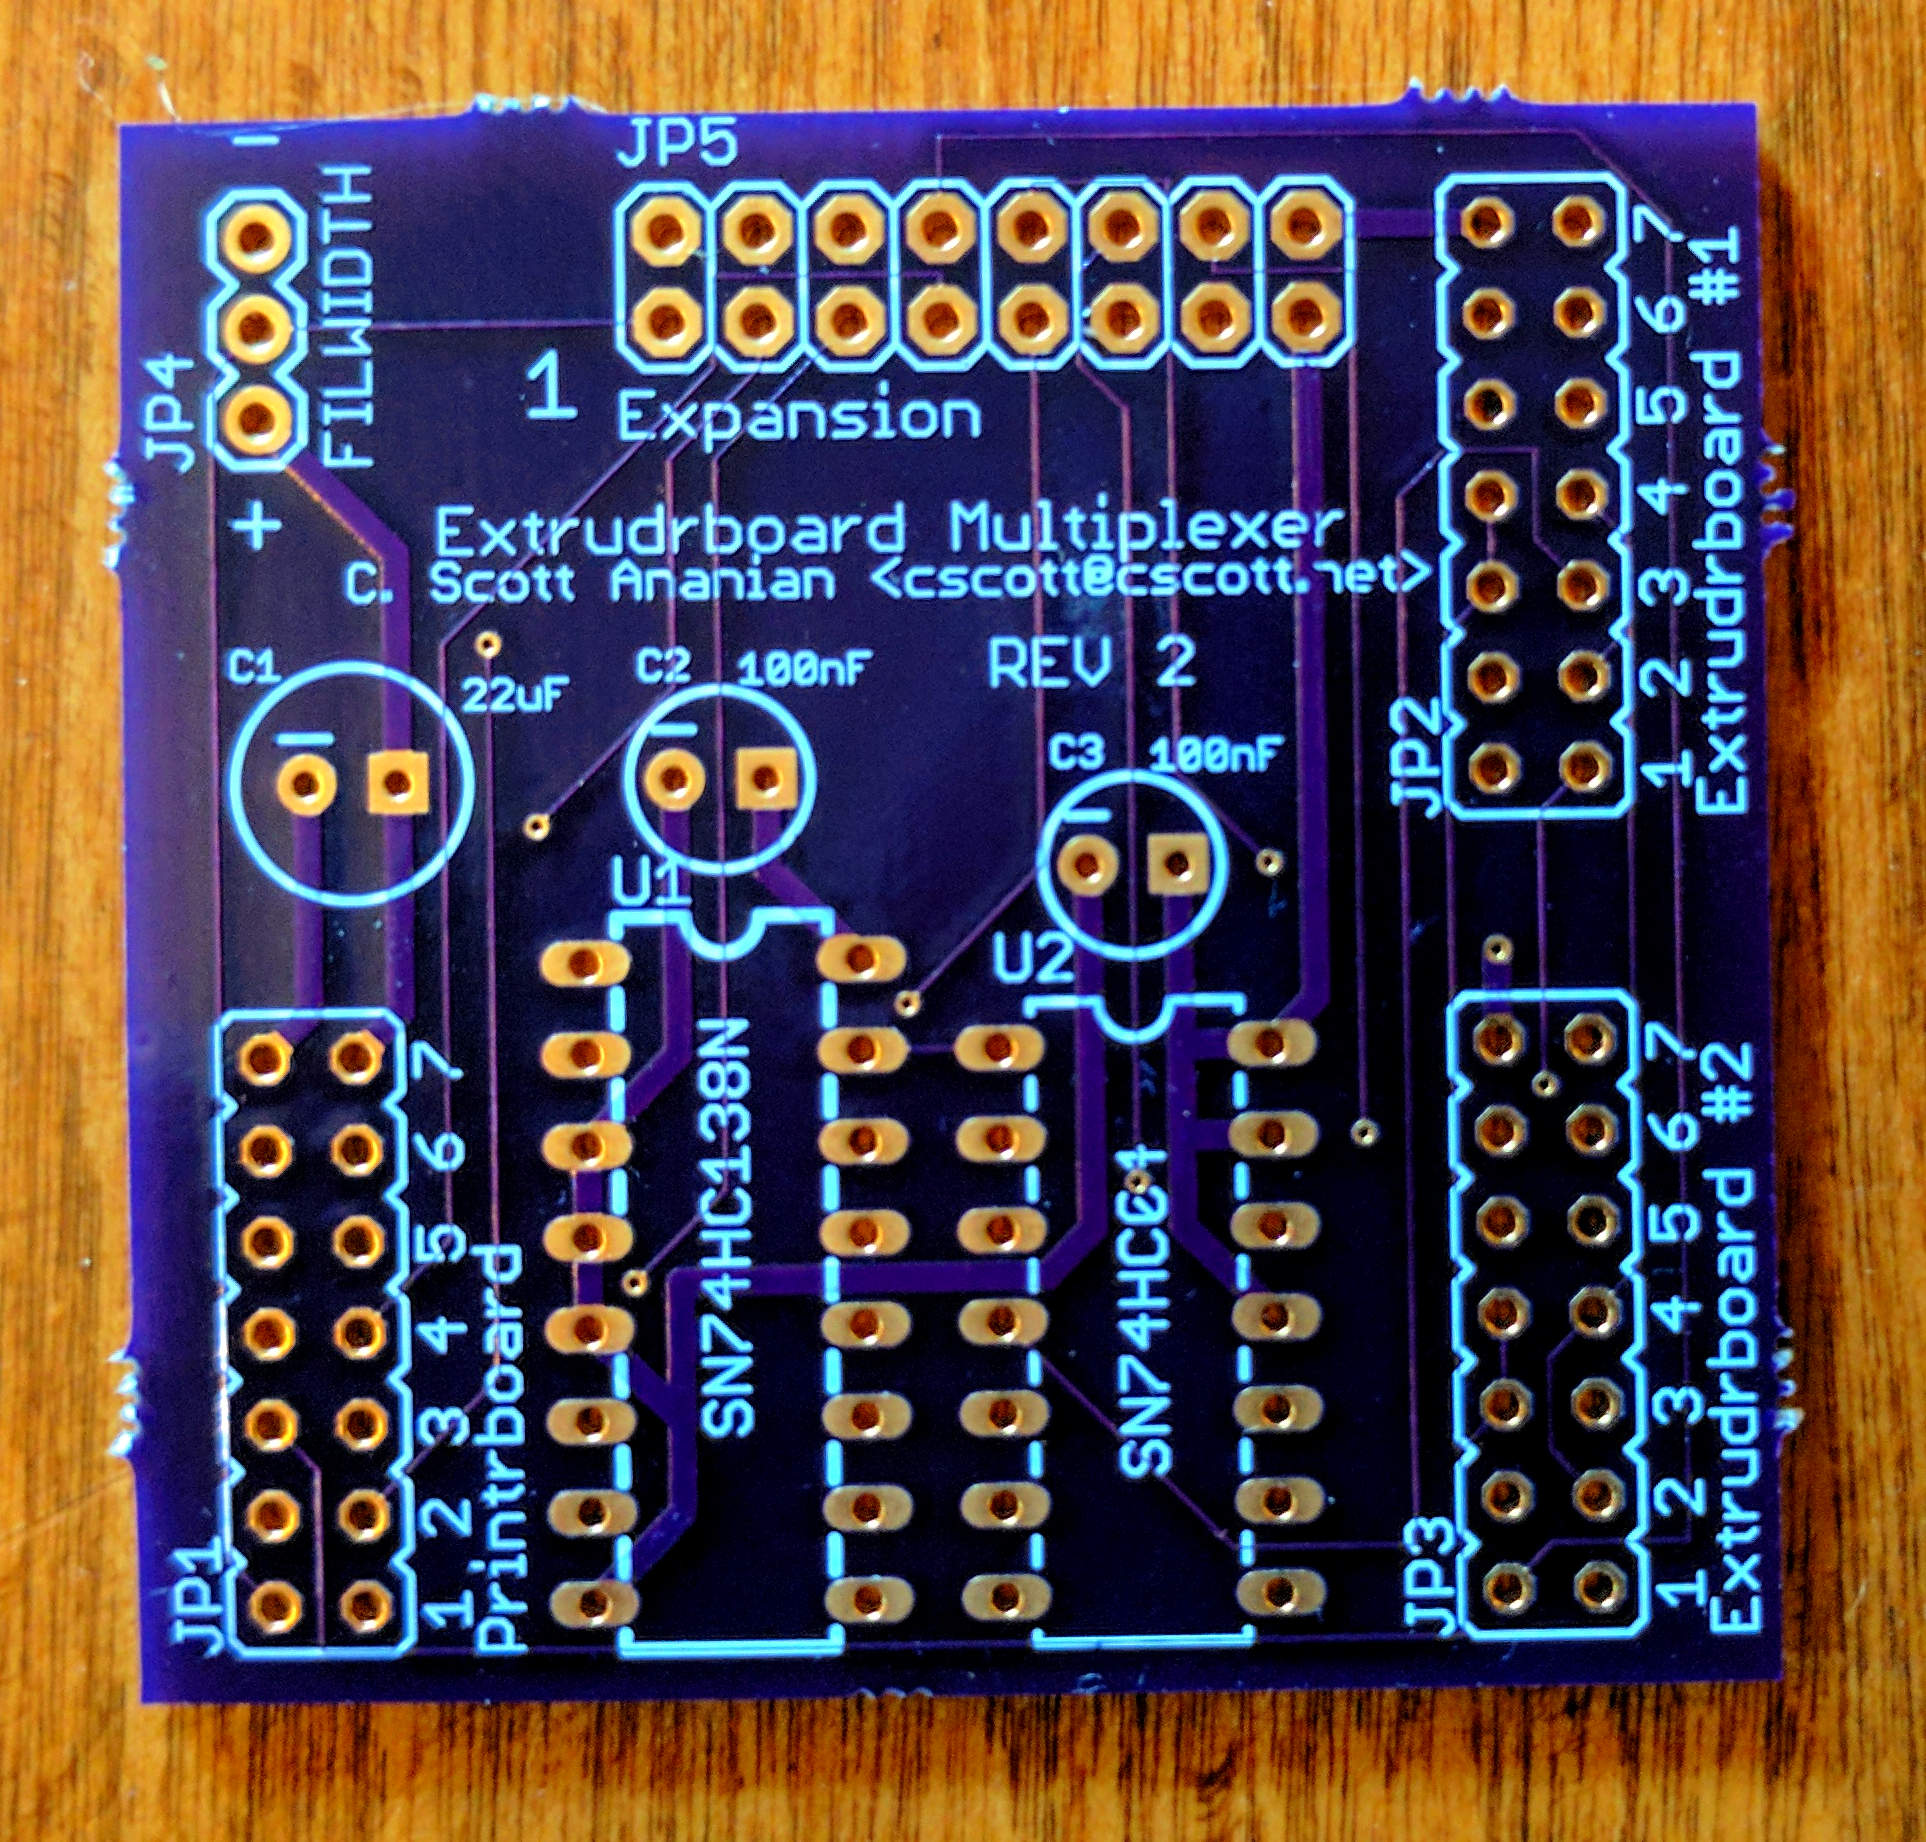 JP5
JP4
FILWIDTH
1
Expansion
7
6
5
4
3
2
1
Extrudrboard #1
JP2
Extrudrboard Multiplexer
C. Scott Ananian <cscott@cscott.net>
REV 2
C1
22uF
C2
100nF
C3
100nF
U1
SN74HC138N
U2
SN74HC04
7
6
5
4
3
2
1
Printrboard
JP1
7
6
5
4
3
2
1
Extrudrboard #2
JP3